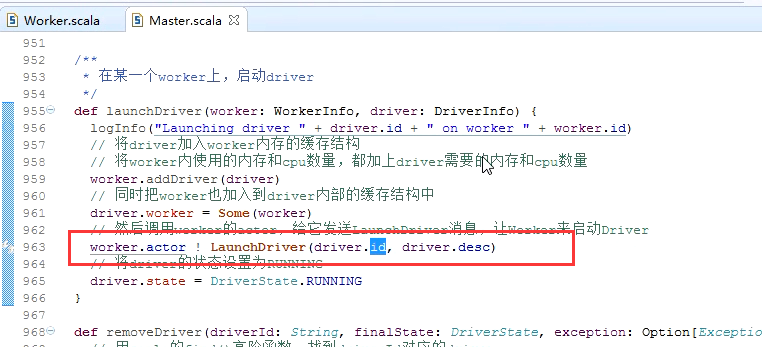 Worker.scala
Master.scala
951
952 /**
953 * 在某一个worker上，启动driver
954 */
955 def launchDriver(worker: WorkerInfo, driver: DriverInfo) {
956 logInfo("Launching driver " + driver.id + " on worker " + worker.id)
957 // 将driver加入worker内存的缓存结构
958 // 将worker内使用的内存和cpu数量，都加上driver需要的内存和cpu数量
959 worker.addDriver(driver)
960 // 同时把worker也加入到driver内部的缓存结构中
961 driver.worker = Some(worker)
962 // 然后调用worker的actor，给它发送LaunchDriver消息，让Worker来启动Driver
963 worker.actor ! LaunchDriver(driver.id, driver.desc)
964 // 将driver的状态设置为RUNNING
965 driver.state = DriverState.RUNNING
966 }
967
968 def removeDriver(driverId: String, finalState: DriverState, exception: Option[Exception